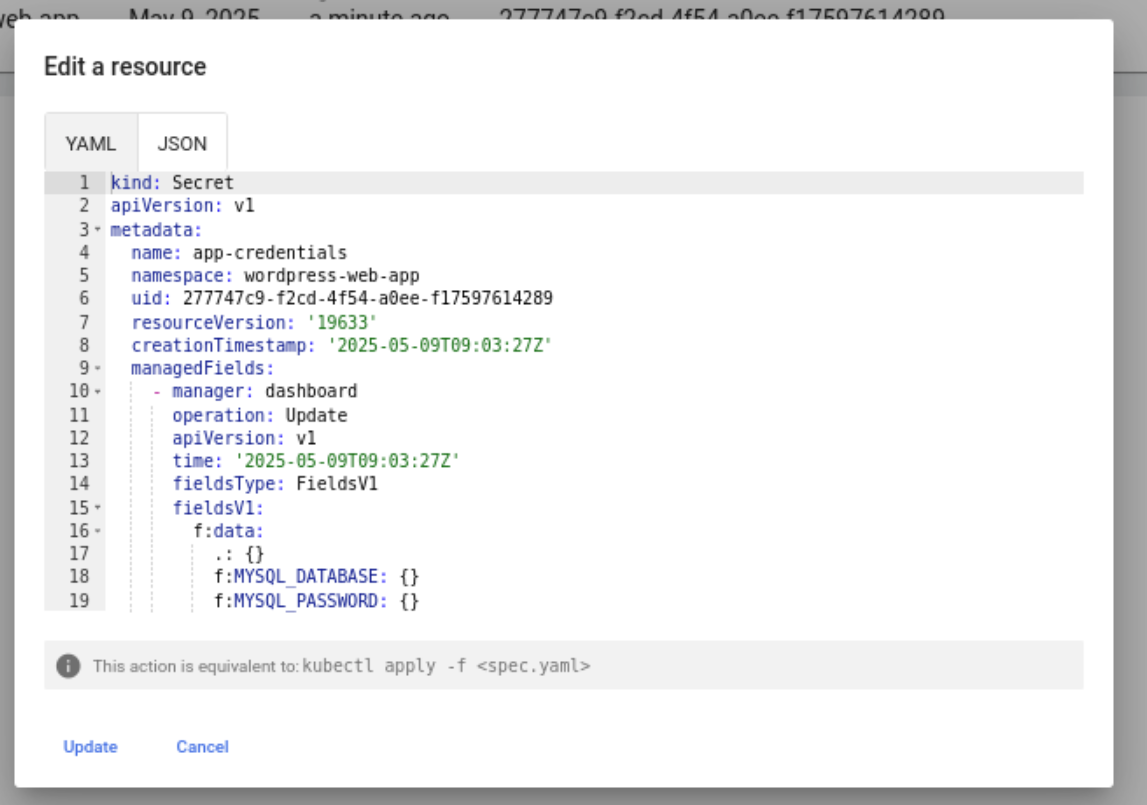 web-app May 9, 2025 a minute ago 277747c9-f2cd-4f54-a0ee-f17597614289
Edit a resource
YAML JSON
1 kind: Secret
2 apiVersion: v1
3 metadata:
4 name: app-credentials
5 namespace: wordpress-web-app
6 uid: 277747c9-f2cd-4f54-a0ee-f17597614289
7 resourceVersion: '19633'
8 creationTimestamp: '2025-05-09T09:03:27Z'
9 managedFields:
10 - manager: dashboard
11 operation: Update
12 apiVersion: v1
13 time: '2025-05-09T09:03:27Z'
14 fieldsType: FieldsV1
15 fieldsV1:
16 f:data:
17 .: {}
18 f:MYSQL_DATABASE: {}
19 f:MYSQL_PASSWORD: {}
This action is equivalent to: kubectl apply -f <spec.yaml>
Update Cancel